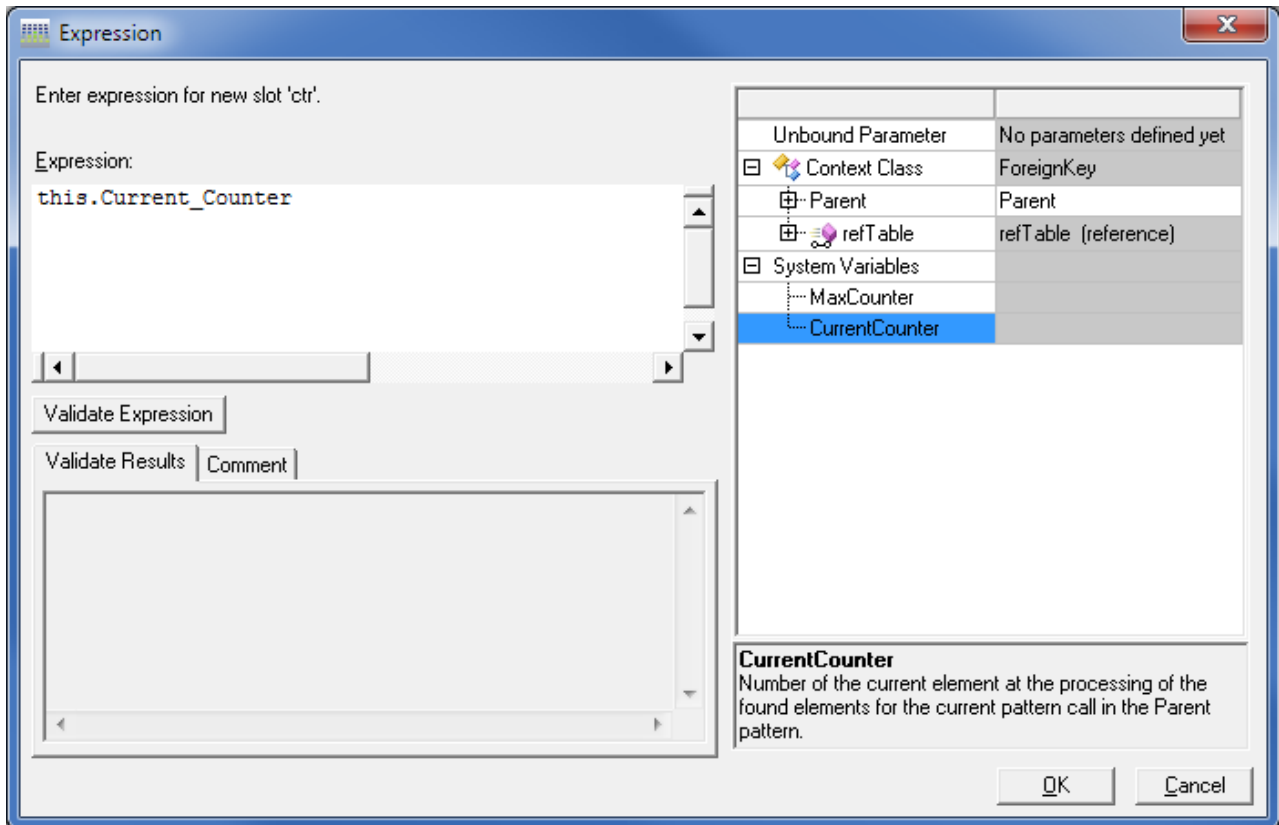 Expression
Enter expression for new slot 'ctr'.
Expression:
this.Current_Counter
Validate Expression
Validate Results Comment
Unbound Parameter No parameters defined yet
Context Class ForeignKey
Parent Parent
refTable refTable (reference)
System Variables
MaxCounter
CurrentCounter
CurrentCounter
Number of the current element at the processing of the
found elements for the current pattern call in the Parent
pattern.
OK Cancel